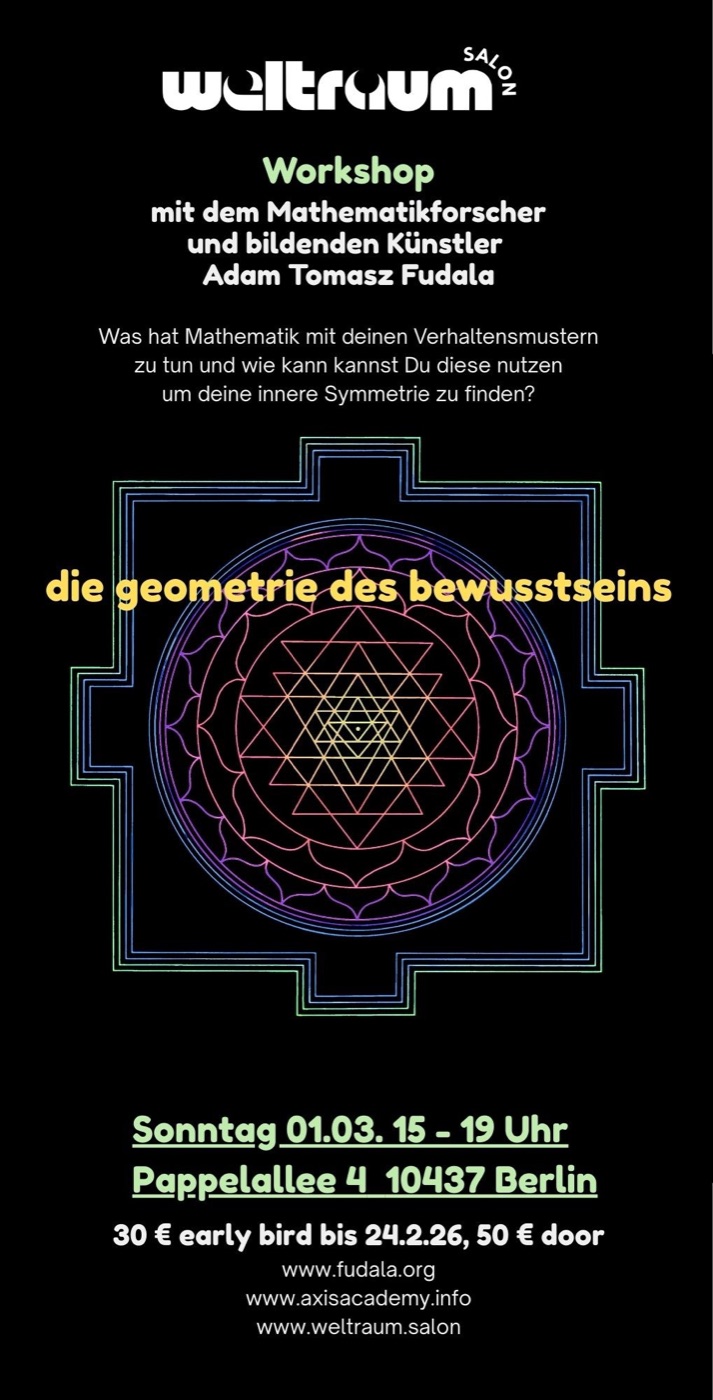 weltraum SALON
Workshop
mit dem Mathematikforscher
und bildenden Künstler
Adam Tomasz Fudala
Was hat Mathematik mit deinen Verhaltensmustern
zu tun und wie kann kannst Du diese nutzen
um deine innere Symmetrie zu finden?
die geometrie des bewusstseins
Sonntag 01.03. 15 - 19 Uhr
Pappelallee 4 10437 Berlin
30 € early bird bis 24.2.26, 50 € door
www.fudala.org
www.axisacademy.info
www.weltraum.salon